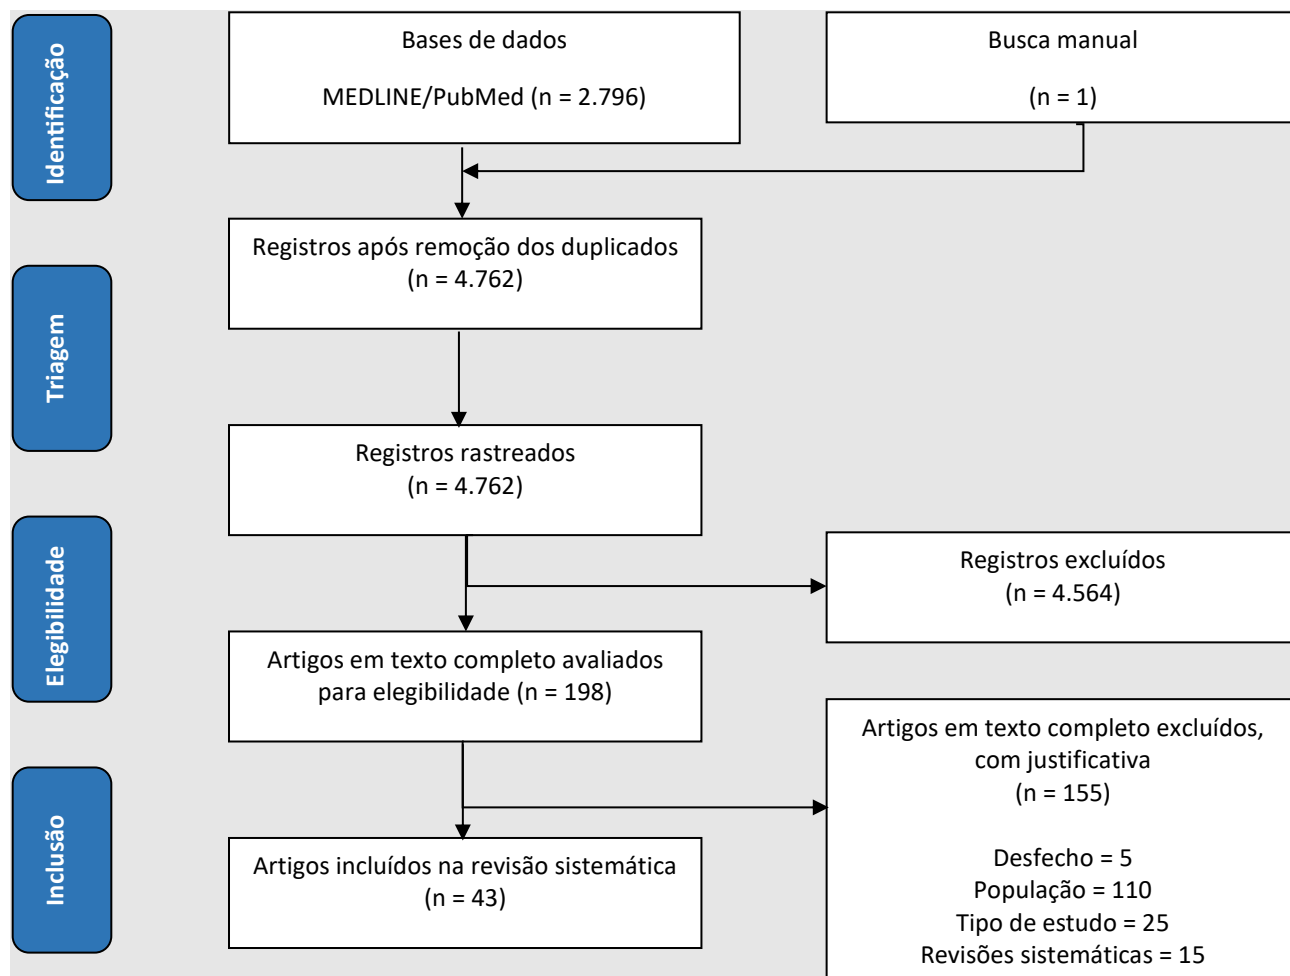 Identificação
Bases de dados
MEDLINE/PubMed (n = 2.796)
Busca manual
(n = 1)
Registros após remoção dos duplicados
(n = 4.762)
Triagem
Registros rastreados
(n = 4.762)
Registros excluídos
(n = 4.564)
Elegibilidade
Artigos em texto completo avaliados
para elegibilidade (n = 198)
Artigos em texto completo excluídos,
com justificativa
(n = 155)
Desfecho = 5
População = 110
Tipo de estudo = 25
Revisões sistemáticas = 15
Inclusão
Artigos incluídos na revisão sistemática
(n = 43)